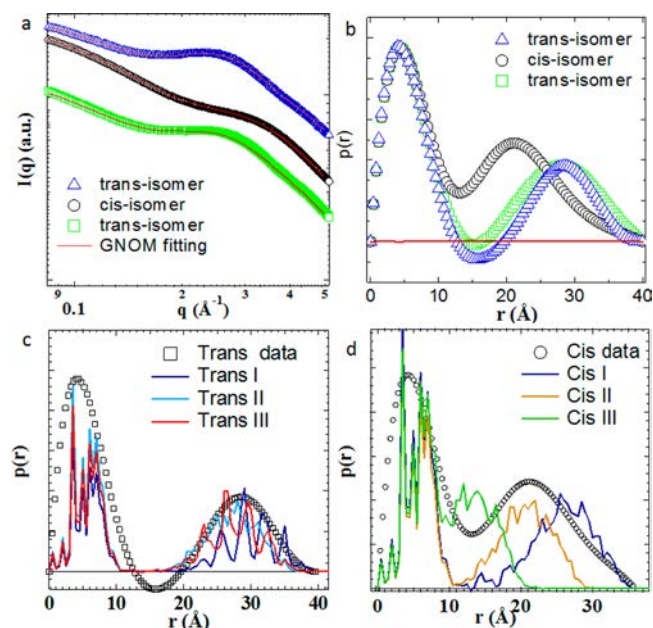 a
I(q) (a.u.)
trans-isomer
cis-isomer
trans-isomer
GNOM fitting
9
0.1
2
3
4
5
q (Å⁻¹)
b
trans-isomer
cis-isomer
trans-isomer
p(r)
0
10
20
30
40
r (Å)
c
Trans data
Trans I
Trans II
Trans III
p(r)
0
10
20
30
40
r (Å)
d
Cis data
Cis I
Cis II
Cis III
p(r)
0
10
20
30
r (Å)